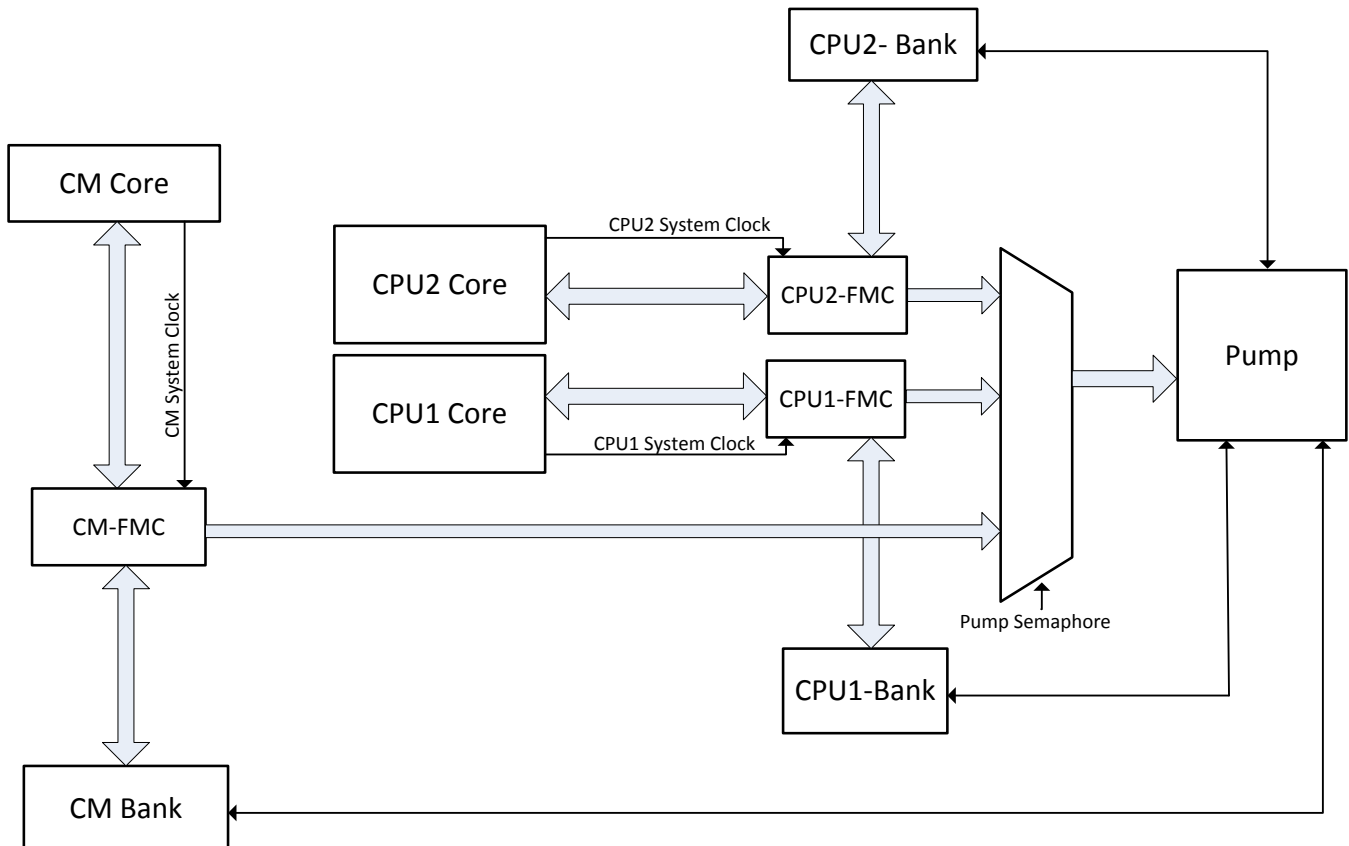 CPU2- Bank
CM Core
CPU2 System Clock
CPU2 Core
CPU2-FMC
CM System Clock
Pump
CPU1 Core
CPU1-FMC
CPU1 System Clock
CM-FMC
Pump Semaphore
CPU1-Bank
CM Bank